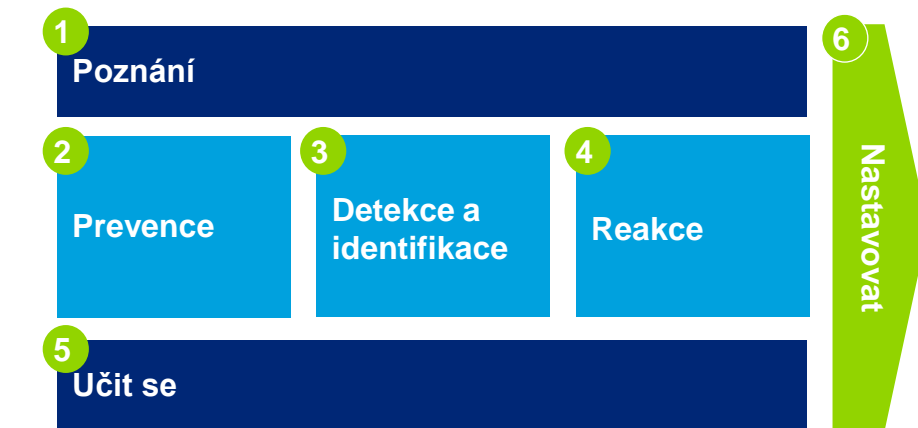 1
Poznání
2
Prevence
3
Detekce a
identifikace
4
Reakce
5
Učit se
6
Nastavovat